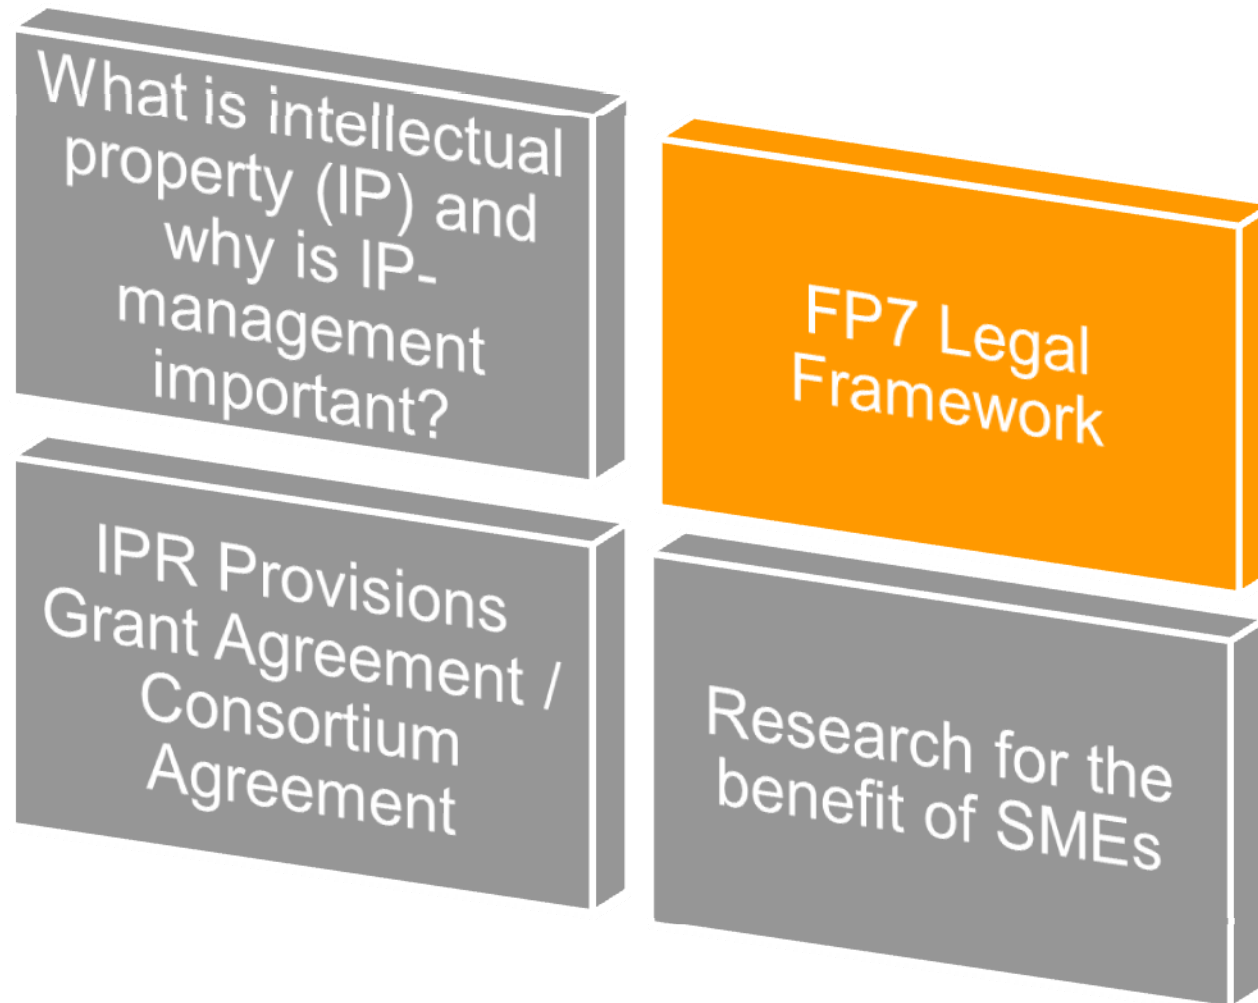 What is intellectual
property (IP) and
why is IP-
management
important?
FP7 Legal
Framework
IPR Provisions
Grant Agreement /
Consortium
Agreement
Research for the
benefit of SMEs